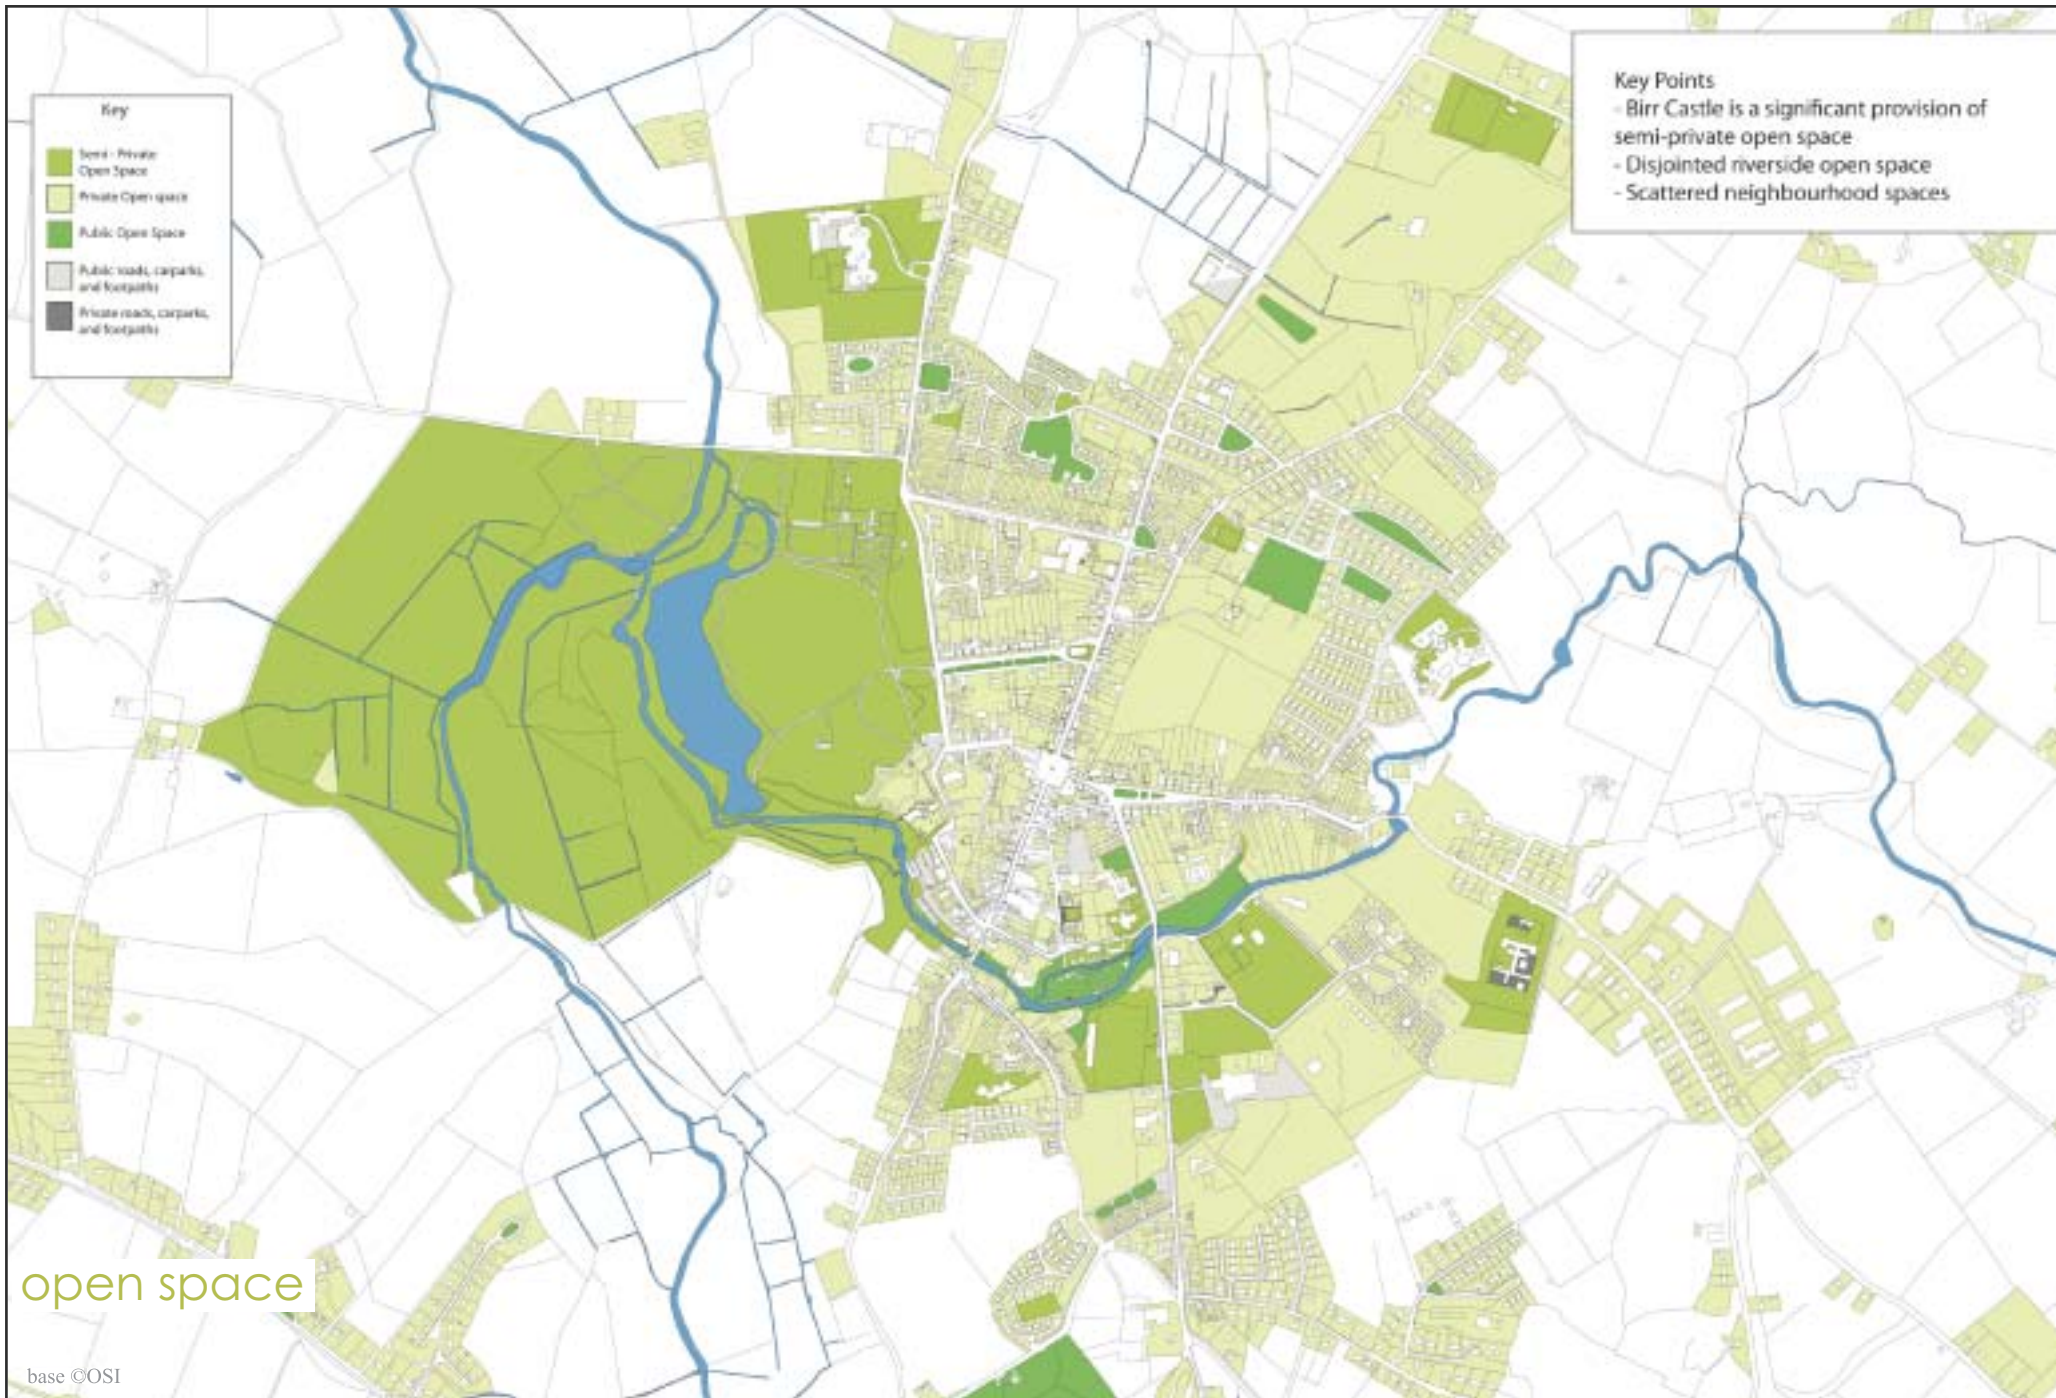 Key
Semi - Private
Open Space
Private Open space
Public Open Space
Public roads, carparks,
and footpaths
Private roads, carparks,
and footpaths
Key Points
- Birr Castle is a significant provision of
semi-private open space
- Disjointed riverside open space
- Scattered neighbourhood spaces
open space
base ©OSI